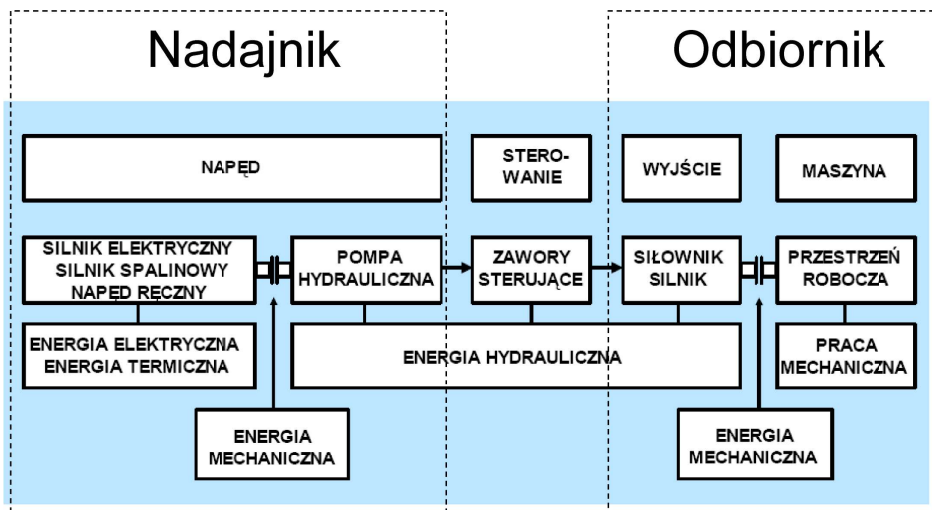 Nadajnik
Odbiornik
NAPĘD
STERO-
WANIE
WYJŚCIE
MASZYNA
SILNIK ELEKTRYCZNY
SILNIK SPALINOWY
NAPĘD RĘCZNY
POMPA
HYDRAULICZNA
ZAWORY
STERUJĄCE
SIŁOWNIK
SILNIK
PRZESTRZEŃ
ROBOCZA
ENERGIA ELEKTRYCZNA
ENERGIA TERMICZNA
ENERGIA HYDRAULICZNA
PRACA
MECHANICZNA
ENERGIA
MECHANICZNA
ENERGIA
MECHANICZNA